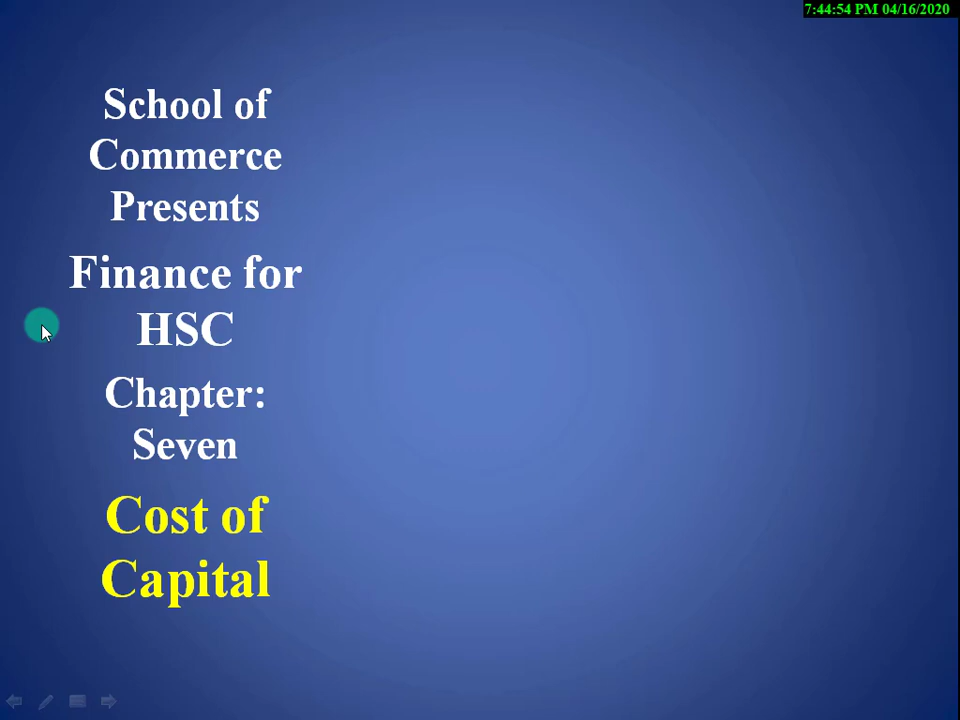 7:44:54 PM 04/16/2020
School of
Commerce
Presents
Finance for
HSC
Chapter:
Seven
Cost of
Capital